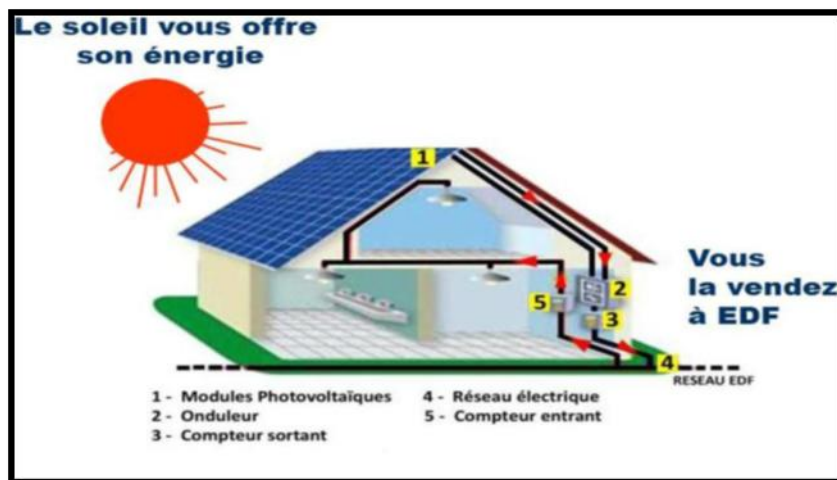 Le soleil vous offre
son énergie
1
Vous
la vendez
à EDF
2
5
3
4
RESEAU EDF
1 - Modules Photovoltaïques
2 - Onduleur
3 - Compteur sortant
4 - Réseau électrique
5 - Compteur entrant